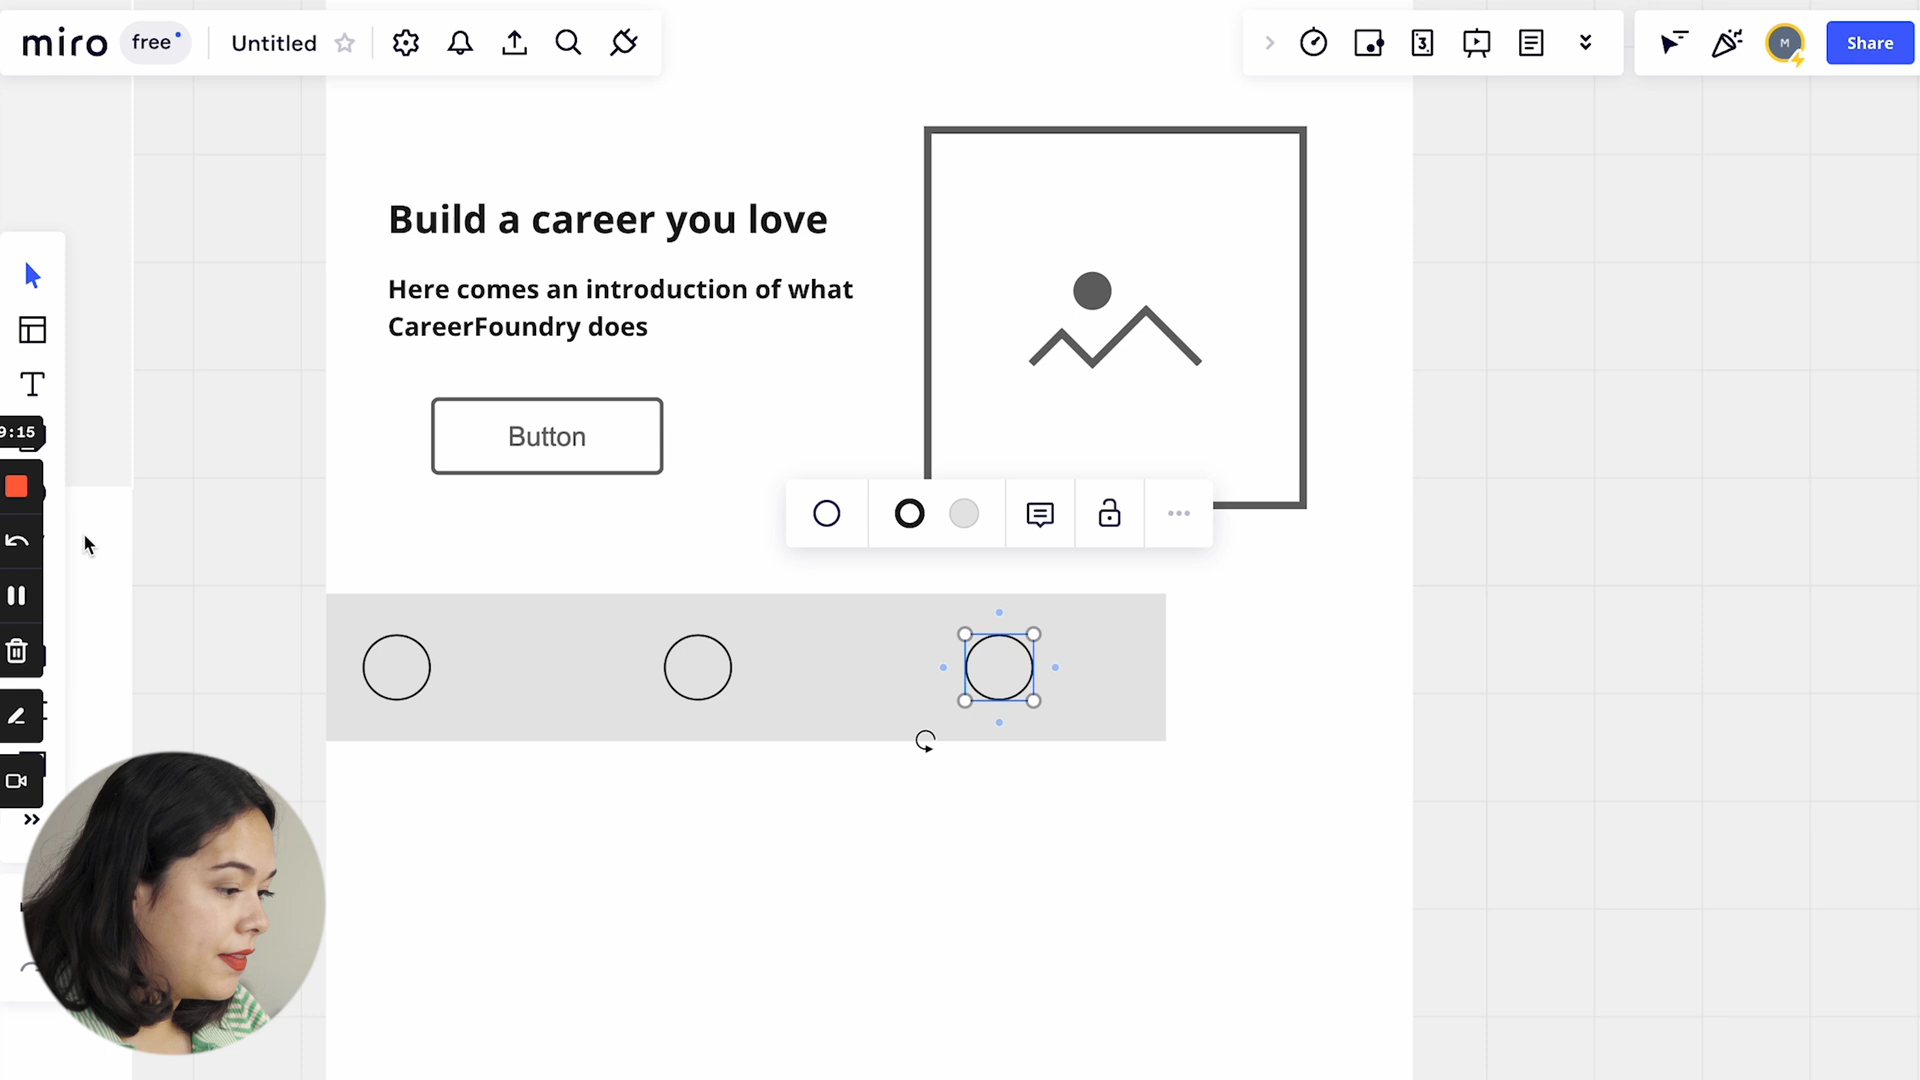 miro
free
Untitled
3
M
Share
Build a career you love
Here comes an introduction of what
CareerFoundry does
T
9:15
Button